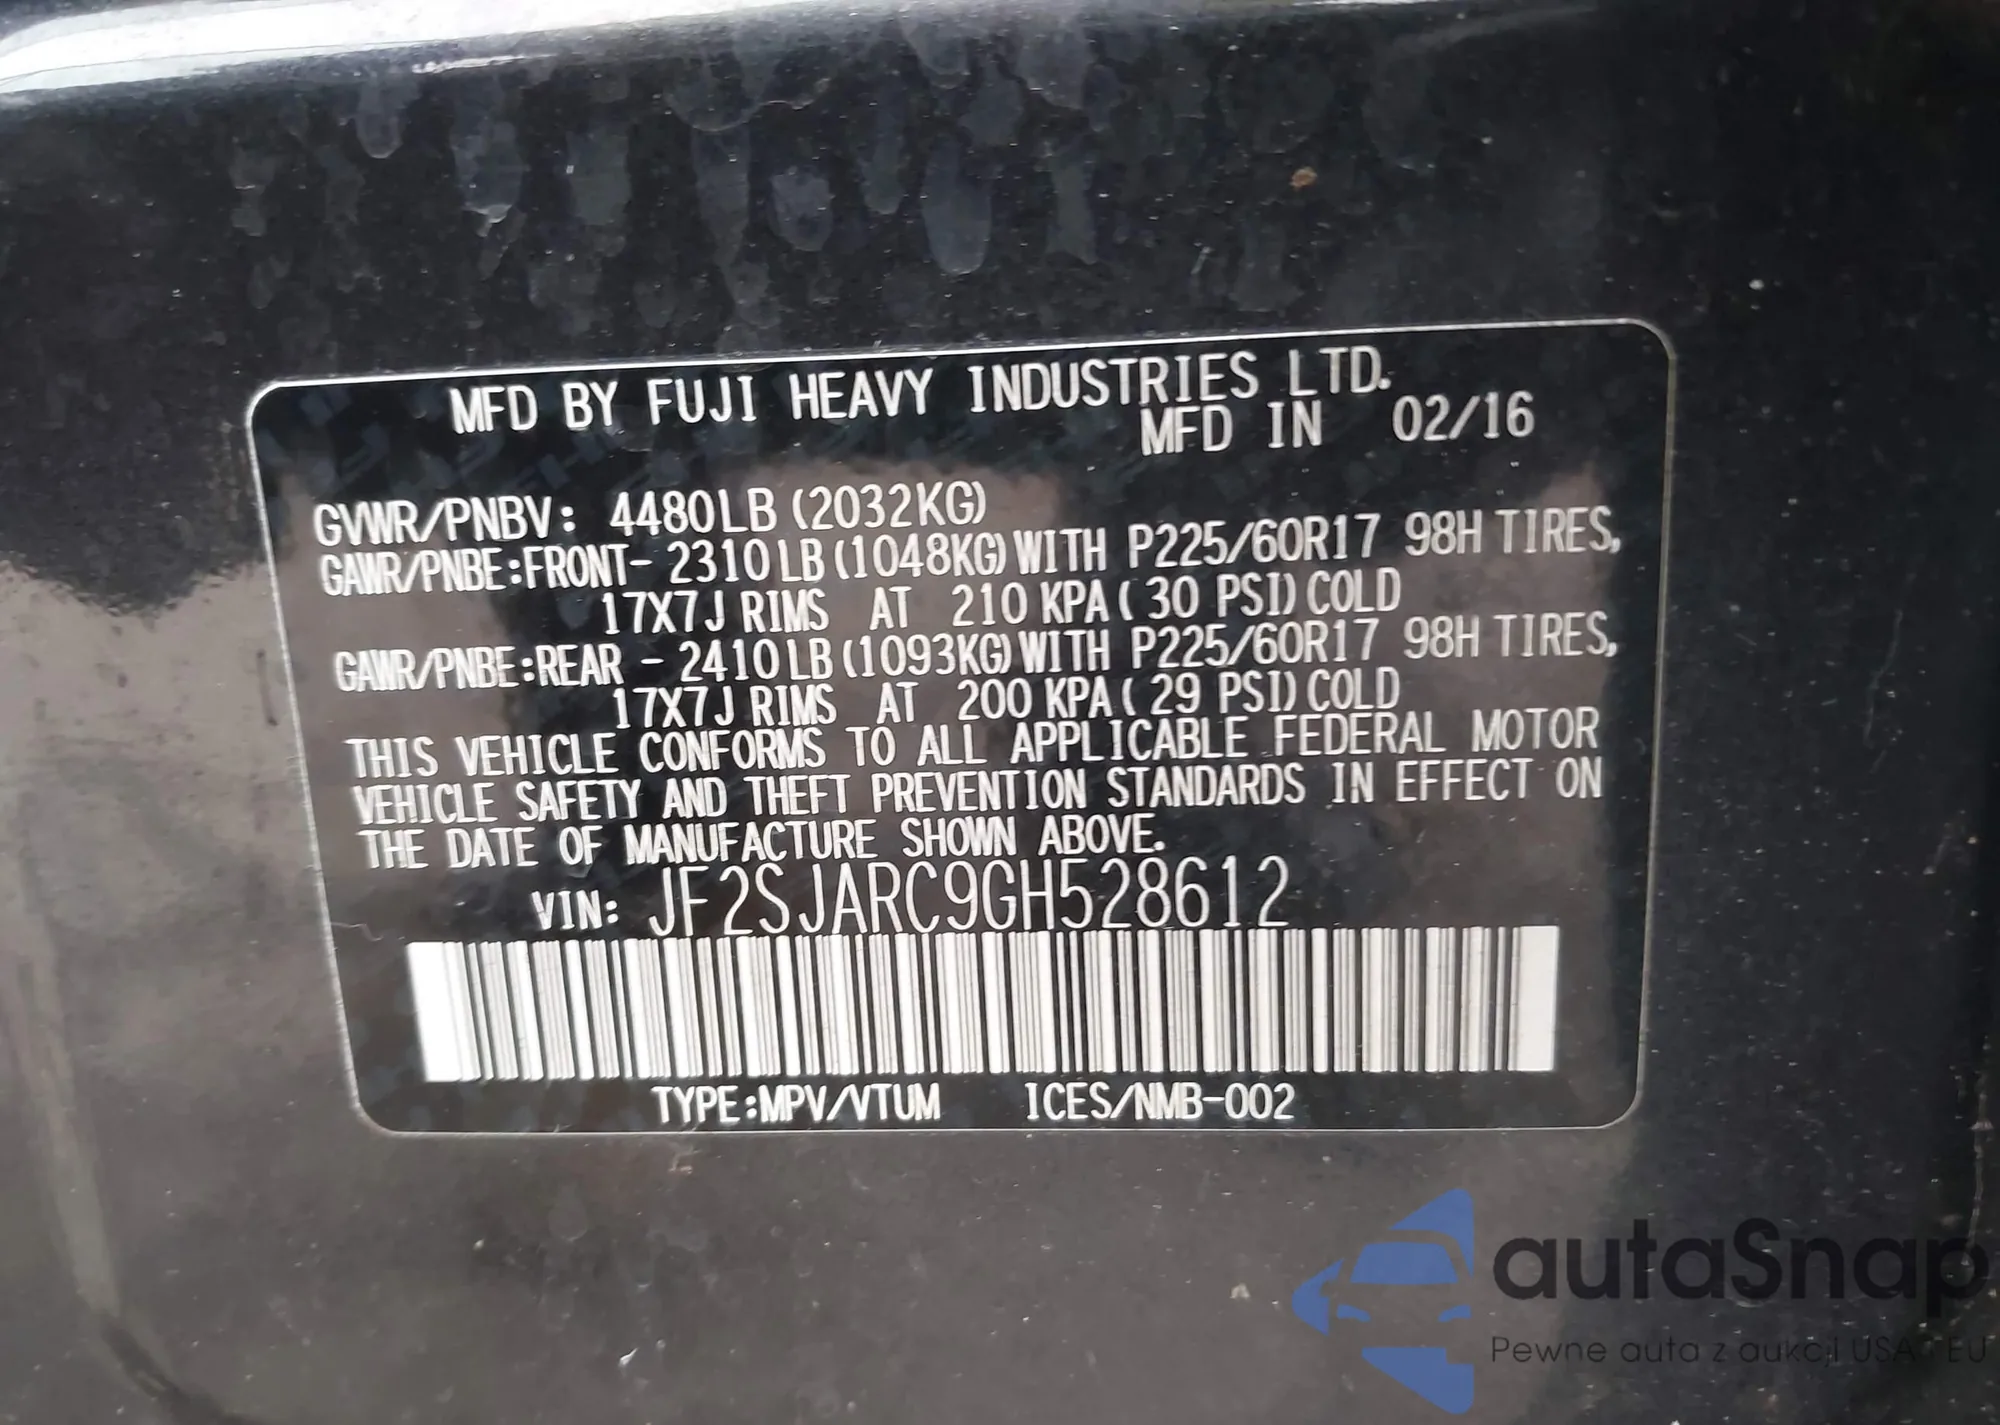 MFD BY FUJI HEAVY INDUSTRIES LTD.
MFD IN 02/16
GVWR/PNBV: 4480LB (2032KG)
GAWR/PNBE:FRONT- 2310LB(1048KG)WITH P225/60R17 98H TIRES,
17X7J RIMS AT 210 KPA( 30 PSI)COLD
GAWR/PNBE:REAR - 2410LB(1093KG)WITH P225/60R17 98H TIRES,
17X7J RIMS AT 200 KPA( 29 PSI)COLD
THIS VEHICLE CONFORMS TO ALL APPLICABLE FEDERAL MOTOR
VEHICLE SAFETY AND THEFT PREVENTION STANDARDS IN EFFECT ON
THE DATE OF MANUFACTURE SHOWN ABOVE.
VIN: JF2SJARC9GH528612
TYPE:MPV/VTUM ICES/NMB-002
autaSnap
Pewne auta z aukcji USA i EU